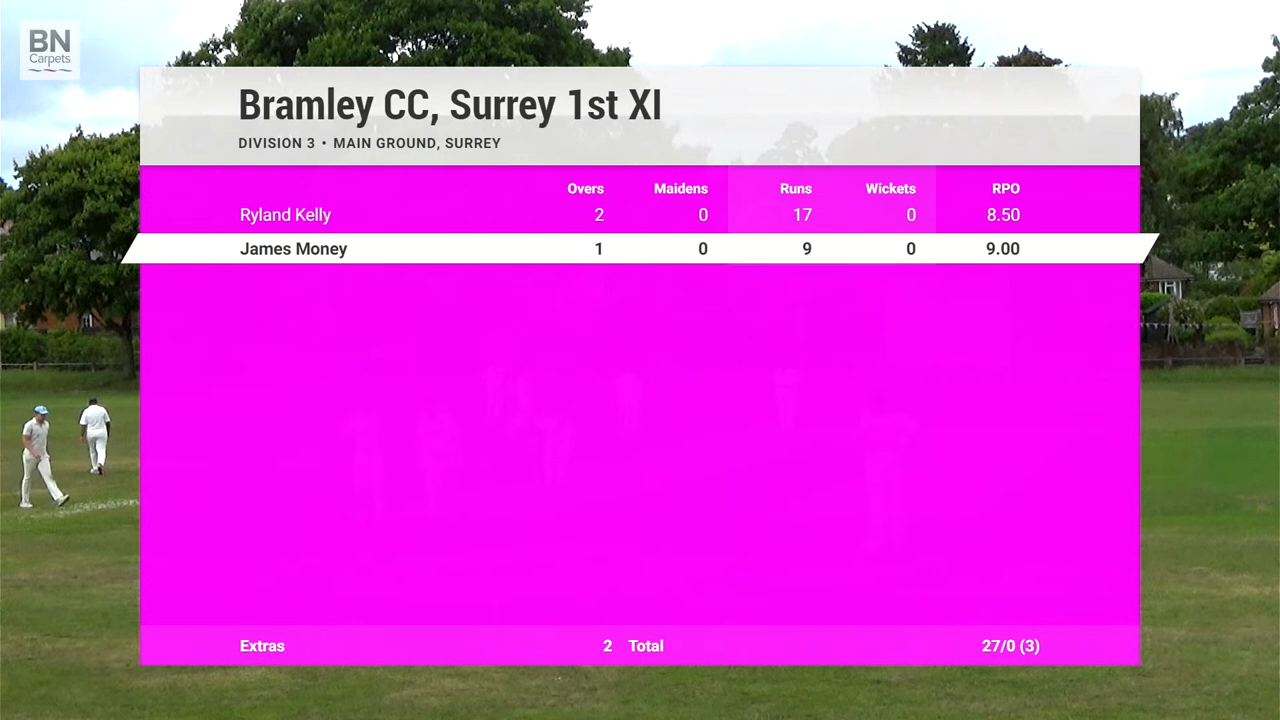 BN
Carpets
Bramley CC, Surrey 1st XI
DIVISION 3 • MAIN GROUND, SURREY
Overs Maidens Runs Wickets RPO
Ryland Kelly 2 0 17 0 8.50
James Money 1 0 9 0 9.00
Extras 2 Total 27/0 (3)